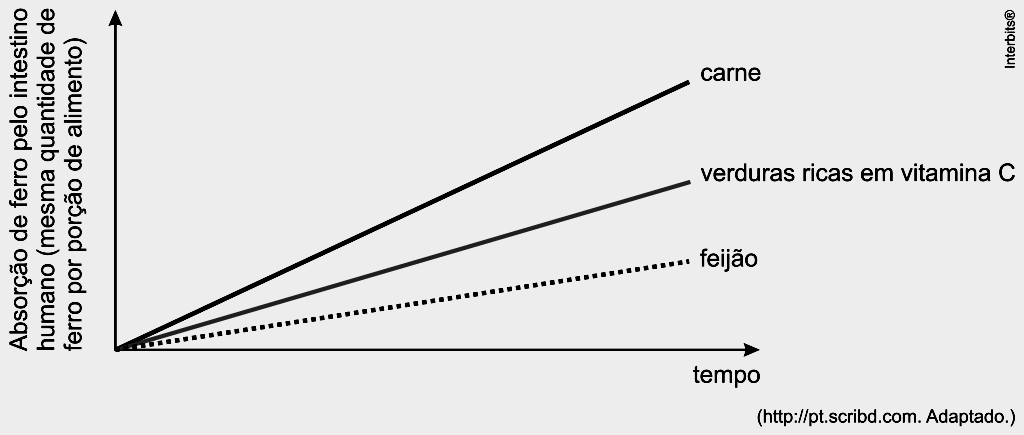 Absorção de ferro pelo intestino
humano (mesma quantidade de
ferro por porção de alimento)
carne
verduras ricas em vitamina C
feijão
tempo
(http://pt.scribd.com. Adaptado.)
Interbits®